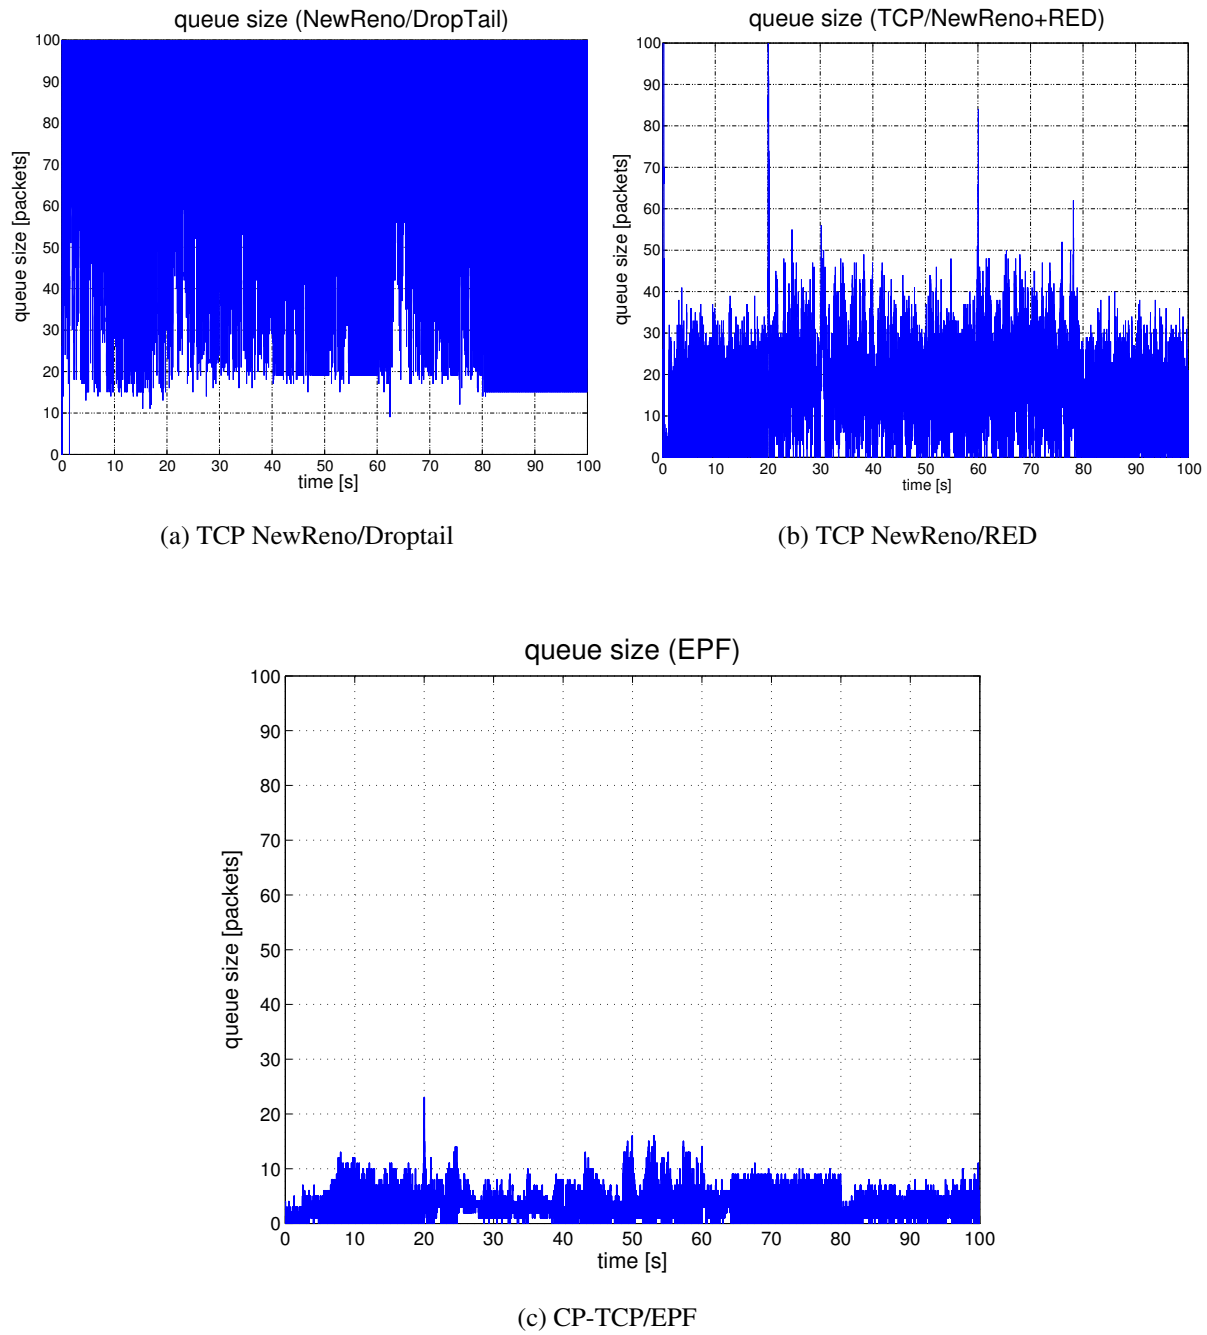 queue size (NewReno/DropTail)
100
90
80
70
60
50
40
30
20
10
0
queue size [packets]
0 10 20 30 40 50 60 70 80 90 100
time [s]
(a) TCP NewReno/Droptail
queue size (TCP/NewReno+RED)
100
90
80
70
60
50
40
30
20
10
0
queue size [packets]
0 10 20 30 40 50 60 70 80 90 100
time [s]
(b) TCP NewReno/RED
queue size (EPF)
100
90
80
70
60
50
40
30
20
10
0
queue size [packets]
0 10 20 30 40 50 60 70 80 90 100
time [s]
(c) CP-TCP/EPF